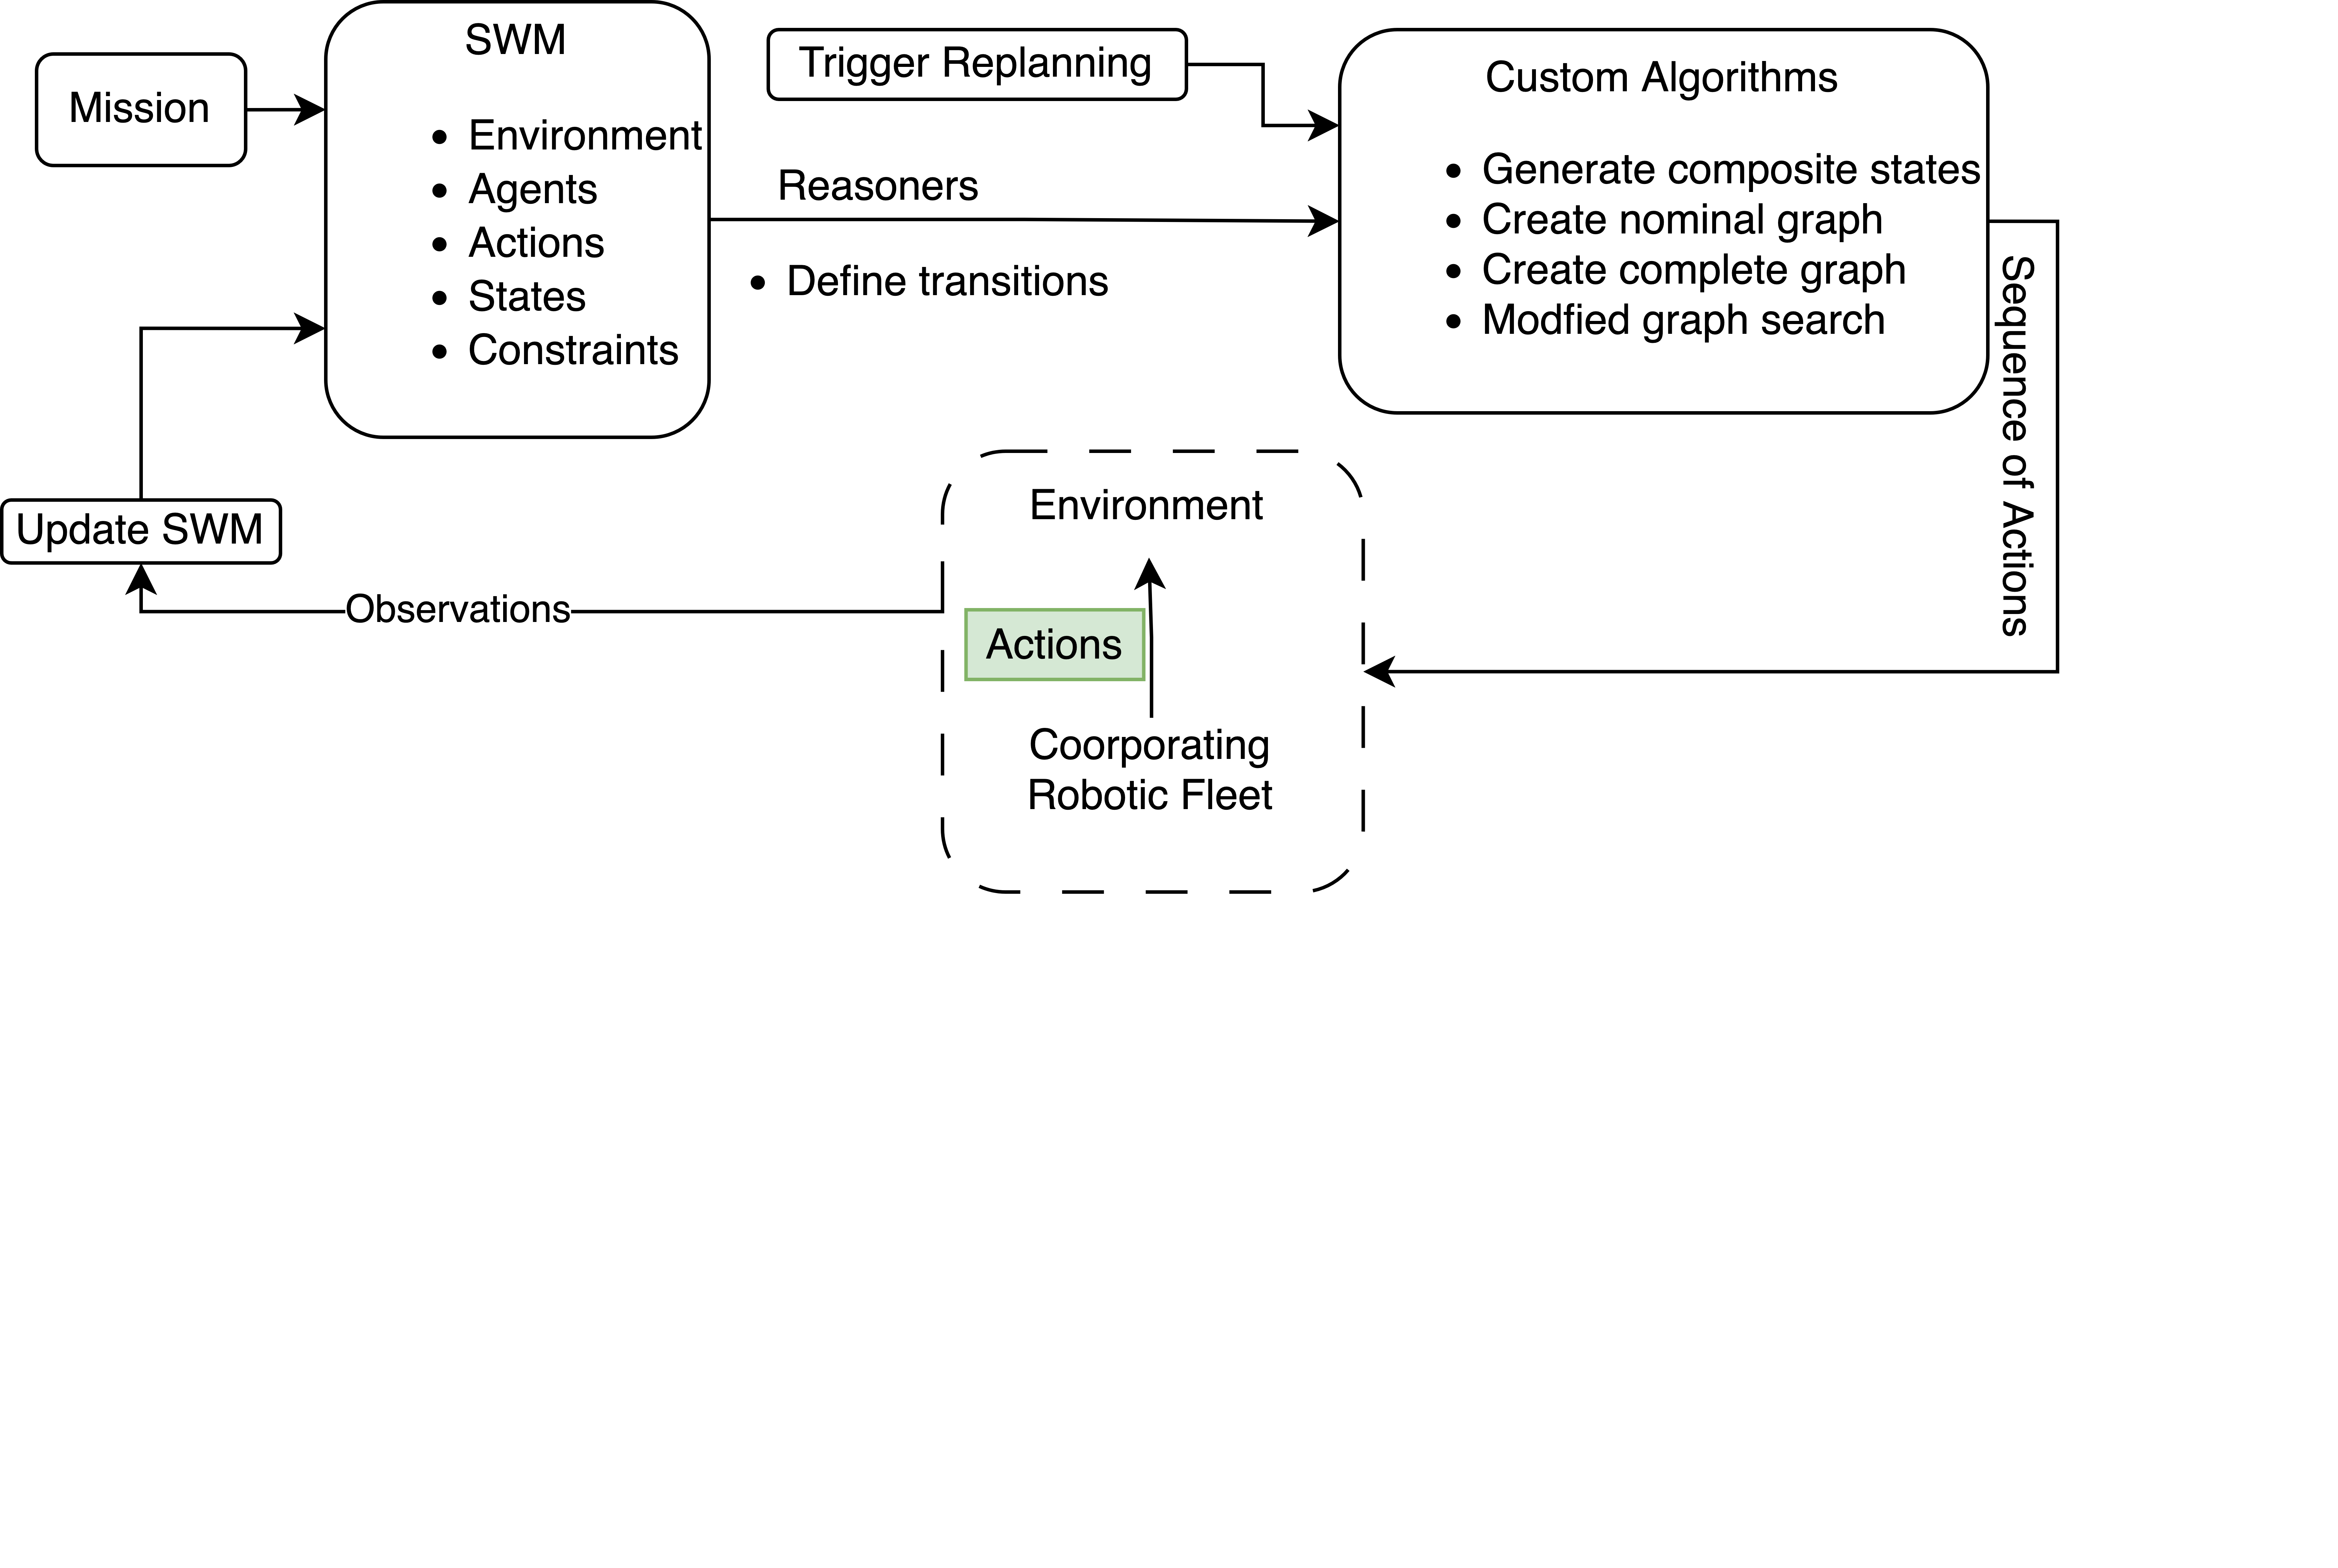 Mission
SWM
Environment
Agents
Actions
States
Constraints
Trigger Replanning
Reasoners
Define transitions
Custom Algorithms
Generate composite states
Create nominal graph
Create complete graph
Modfied graph search
Sequence of Actions
Update SWM
Observations
Environment
Actions
Coorporating
Robotic Fleet